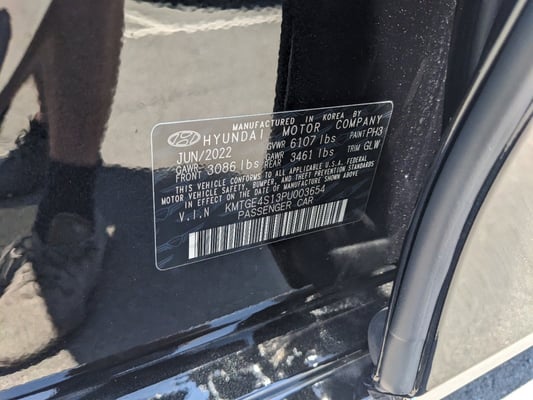 MANUFACTURED IN KOREA BY
HYUNDAI MOTOR COMPANY
JUN/2022 GVWR 6107 lbs PAINT PH3
GAWR FRONT 3086 lbs GAWR REAR 3461 lbs TRIM GLW
THIS VEHICLE CONFORMS TO ALL APPLICABLE U.S.A. FEDERAL
MOTOR VEHICLE SAFETY, BUMPER, AND THEFT PREVENTION
STANDARDS IN EFFECT ON THE DATE OF MANUFACTURE SHOWN ABOVE.
V.I.N KMTGE4S13PU003654
PASSENGER CAR